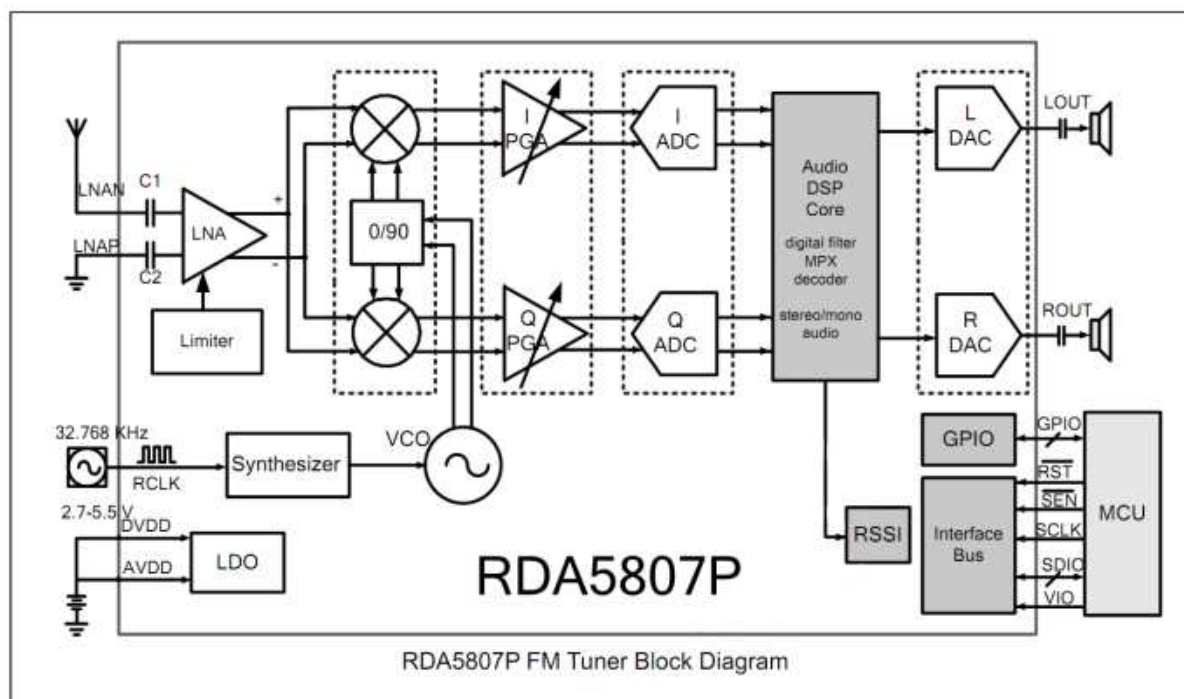 LNAN
C1
LNAP
C2
+
-
LNA
Limiter
0/90
I
PGA
Q
PGA
I
ADC
Q
ADC
Audio
DSP
Core
digital filter
MPX
decoder
stereo/mono
audio
L
DAC
R
DAC
LOUT
ROUT
32.768 KHz
RCLK
Synthesizer
VCO
2.7-5.5 V
DVDD
AVDD
LDO
RDA5807P
RSSI
GPIO
Interface
Bus
GPIO
RST
SEN
SCLK
SDIO
VIO
MCU
RDA5807P FM Tuner Block Diagram